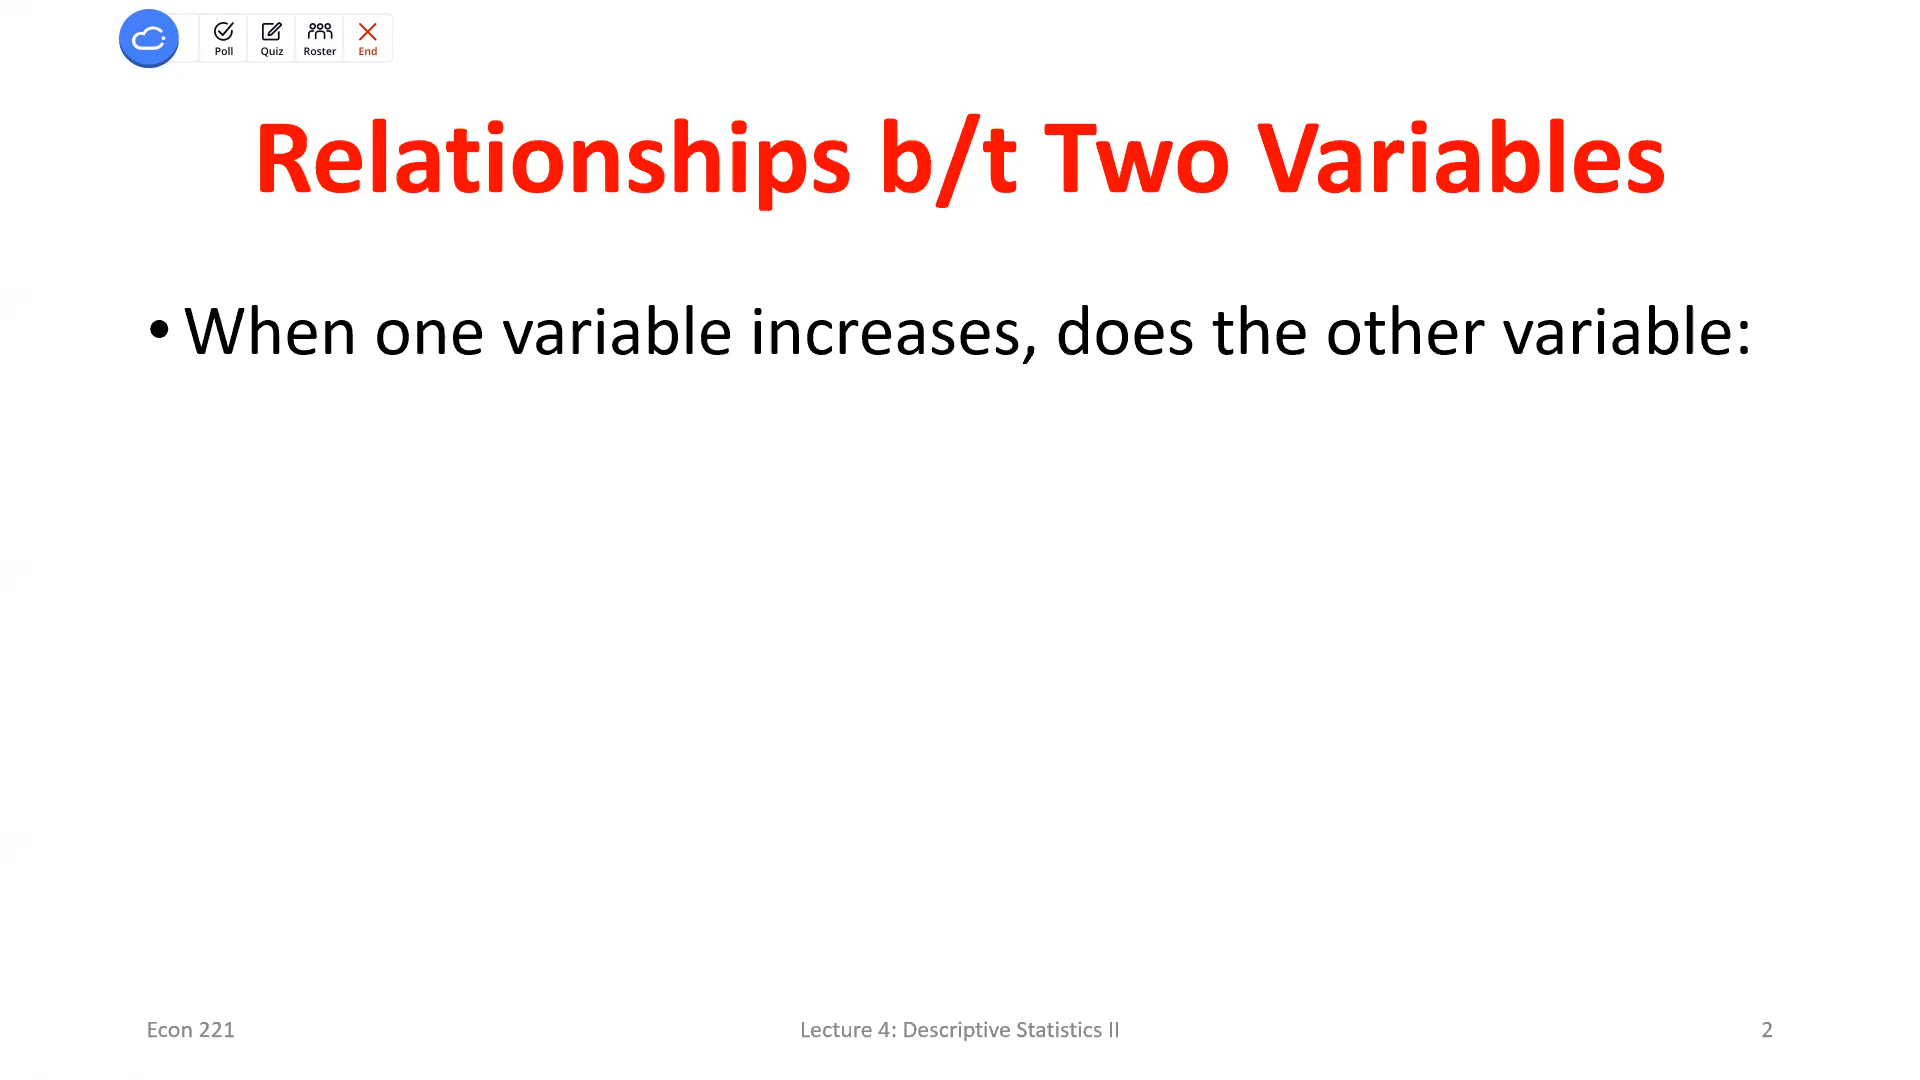 Poll Quiz Roster End
Relationships b/t Two Variables
• When one variable increases, does the other variable:
Econ 221 Lecture 4: Descriptive Statistics II 2